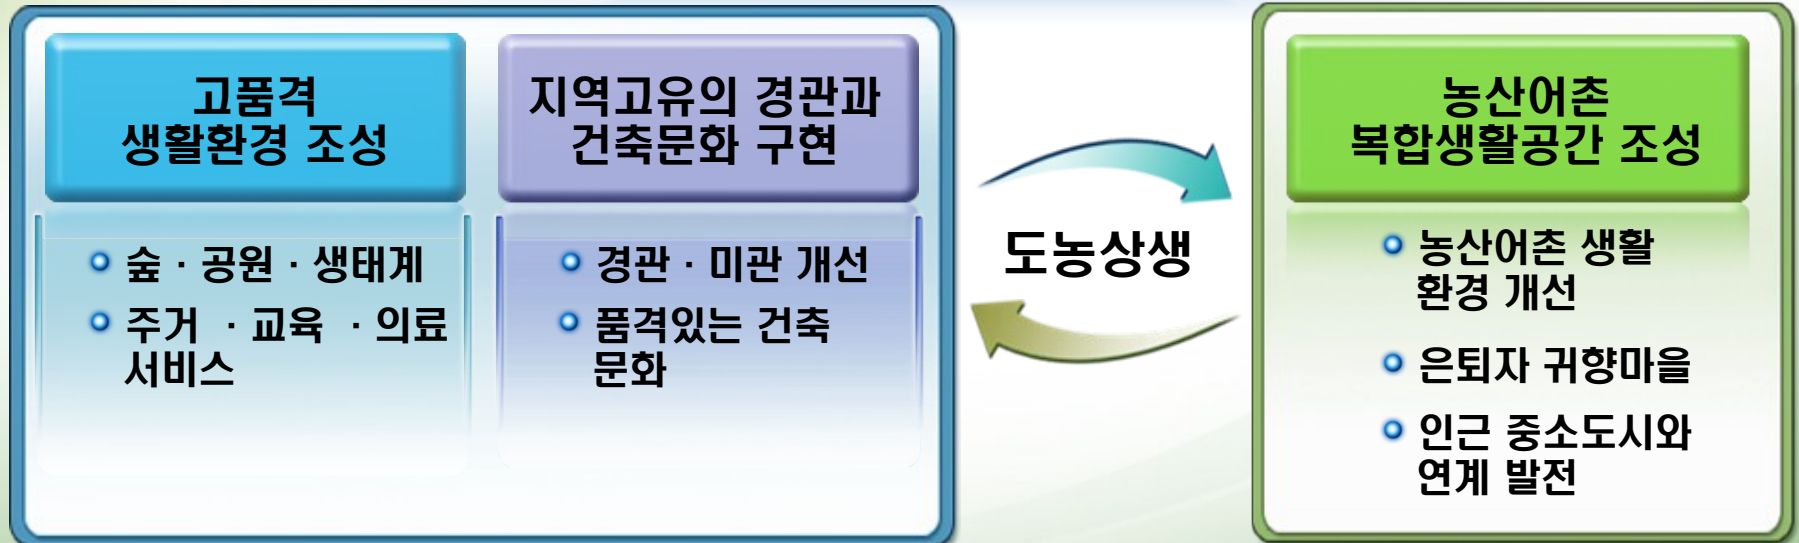 고품격
생활환경 조성
숲 · 공원 · 생태계
주거 · 교육 · 의료
서비스
지역고유의 경관과
건축문화 구현
경관 · 미관 개선
품격있는 건축
문화
도농상생
농산어촌
복합생활공간 조성
농산어촌 생활
환경 개선
은퇴자 귀향마을
인근 중소도시와
연계 발전